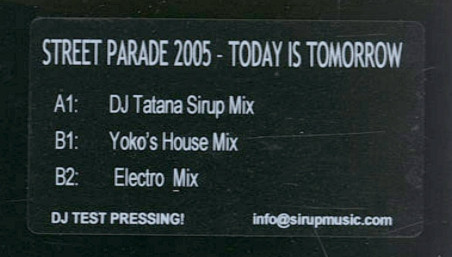 STREET PARADE 2005 - TODAY IS TOMORROW
A1: DJ Tatana Sirup Mix
B1: Yoko's House Mix
B2: Electro Mix
DJ TEST PRESSING! info@sirupmusic.com